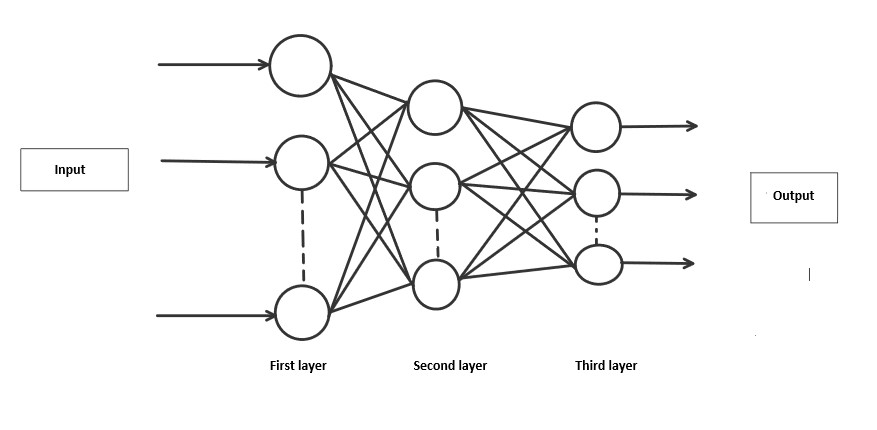 Input
Output
First layer
Second layer
Third layer